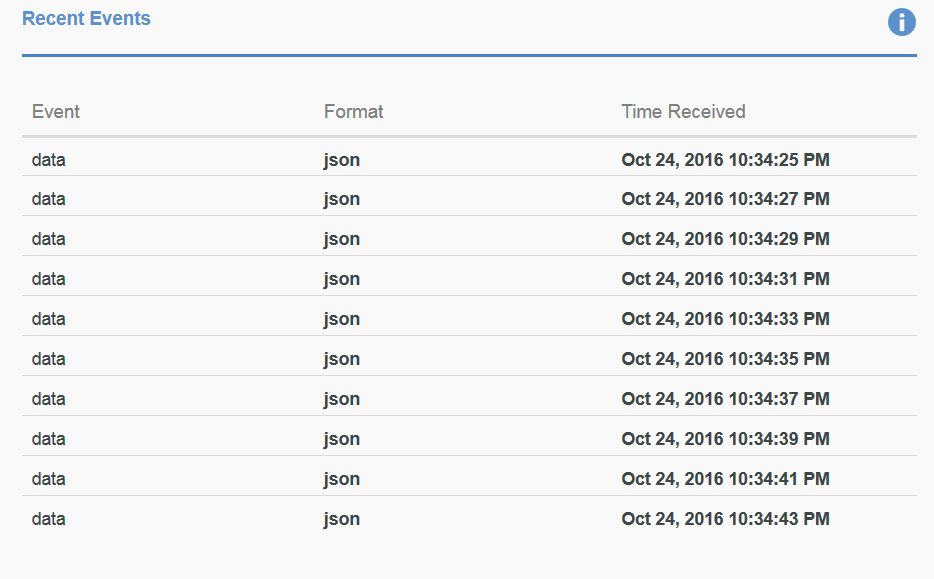 Recent Events
Event Format Time Received
data json Oct 24, 2016 10:34:25 PM
data json Oct 24, 2016 10:34:27 PM
data json Oct 24, 2016 10:34:29 PM
data json Oct 24, 2016 10:34:31 PM
data json Oct 24, 2016 10:34:33 PM
data json Oct 24, 2016 10:34:35 PM
data json Oct 24, 2016 10:34:37 PM
data json Oct 24, 2016 10:34:39 PM
data json Oct 24, 2016 10:34:41 PM
data json Oct 24, 2016 10:34:43 PM